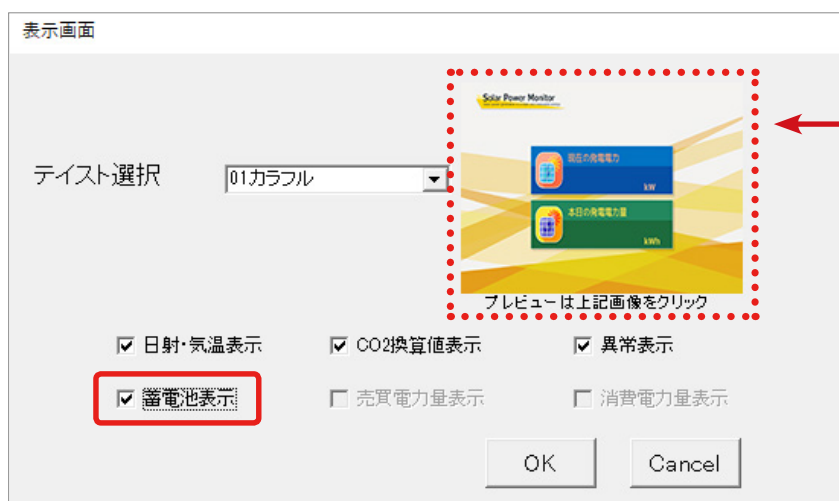 表示画面
Solar Power Monitor
現在の発電電力
kW
テイスト選択
01.カラフル
本日の発電電力量
kWh
プレビューは上記画像をクリック
日射・気温表示
CO2換算値表示
異常表示
蓄電池表示
売買電力量表示
消費電力量表示
OK
Cancel